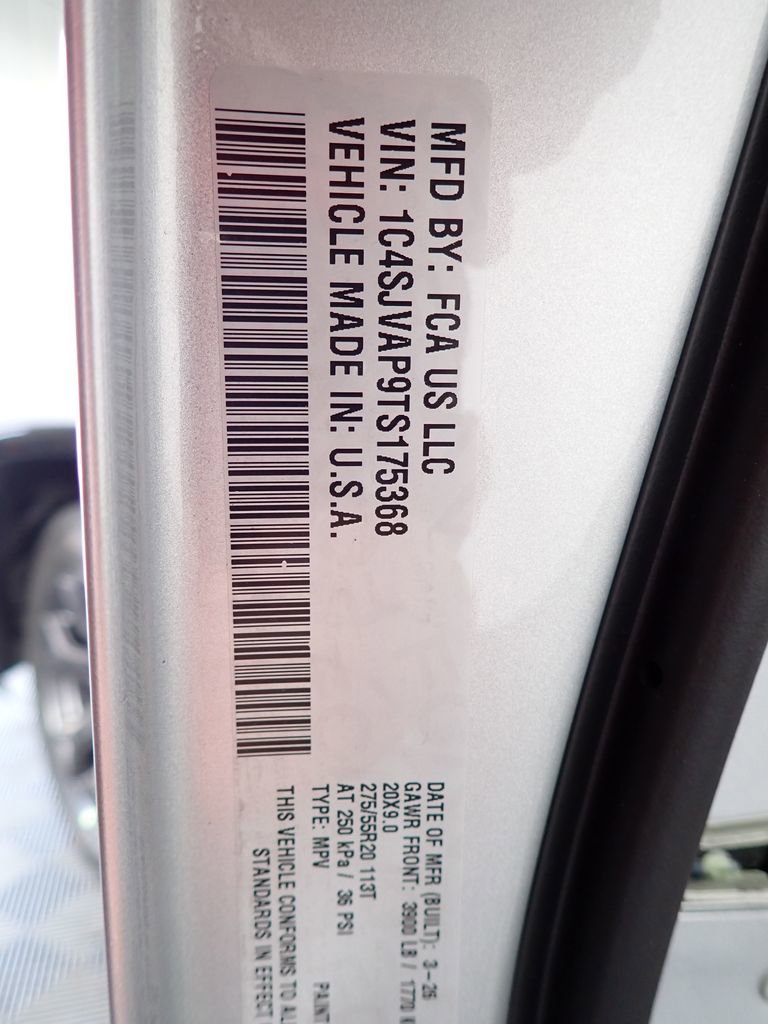 MFD BY: FCA US LLC
VIN: 1C4SJVAP9TS175368
VEHICLE MADE IN: U.S.A.
DATE OF MFR (BUILT): 3-26
GAWR FRONT: 3900 LB / 1770 K
20X9.0
275/55R20 113T
AT 250 kPa / 36 PSI
TYPE: MPV PAINT
THIS VEHICLE CONFORMS TO AL
STANDARDS IN EFFECT